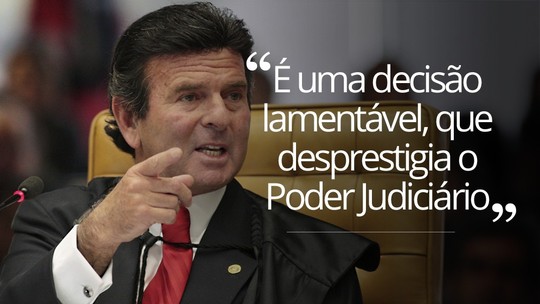 “É uma decisão
lamentável, que
desprestigia o
Poder Judiciário„